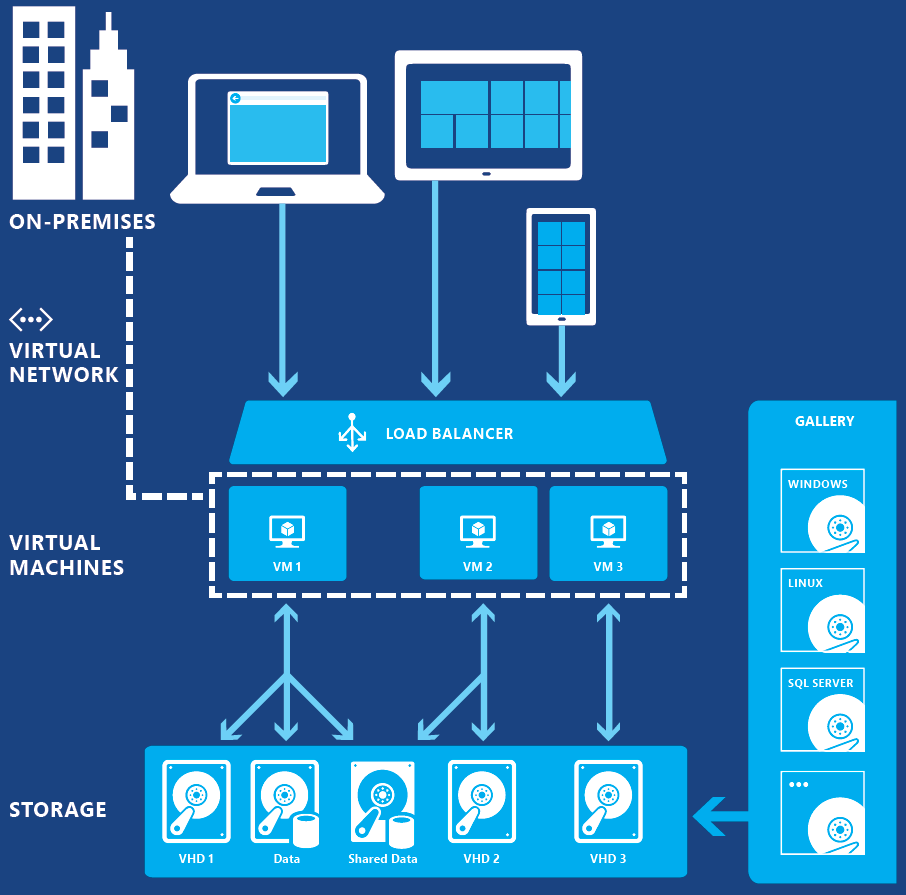 ON-PREMISES
VIRTUAL
NETWORK
LOAD BALANCER
GALLERY
WINDOWS
VIRTUAL
MACHINES
VM 1
VM 2
VM 3
LINUX
SQL SERVER
STORAGE
VHD 1
Data
Shared Data
VHD 2
VHD 3